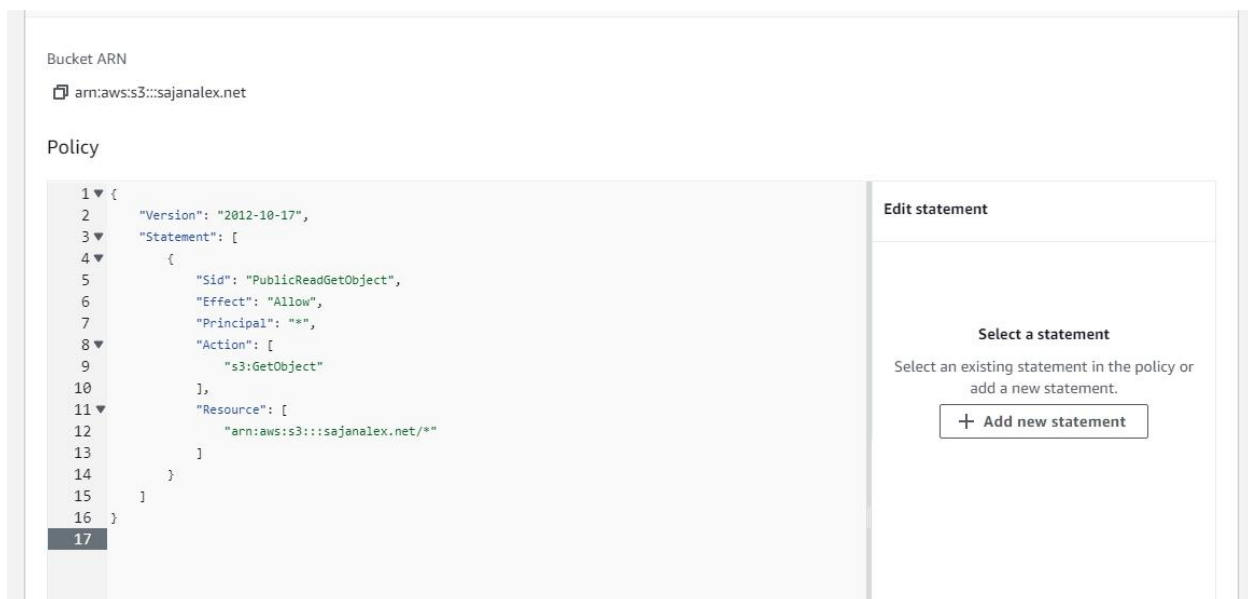 Bucket ARN
arn:aws:s3:::sajanalex.net
Policy
1 {
2 "Version": "2012-10-17",
3 "Statement": [
4 {
5 "Sid": "PublicReadGetObject",
6 "Effect": "Allow",
7 "Principal": "*",
8 "Action": [
9 "s3:GetObject"
10 ],
11 "Resource": [
12 "arn:aws:s3:::sajanalex.net/*"
13 ]
14 }
15 ]
16 }
17
Edit statement
Select a statement
Select an existing statement in the policy or
add a new statement.
+ Add new statement